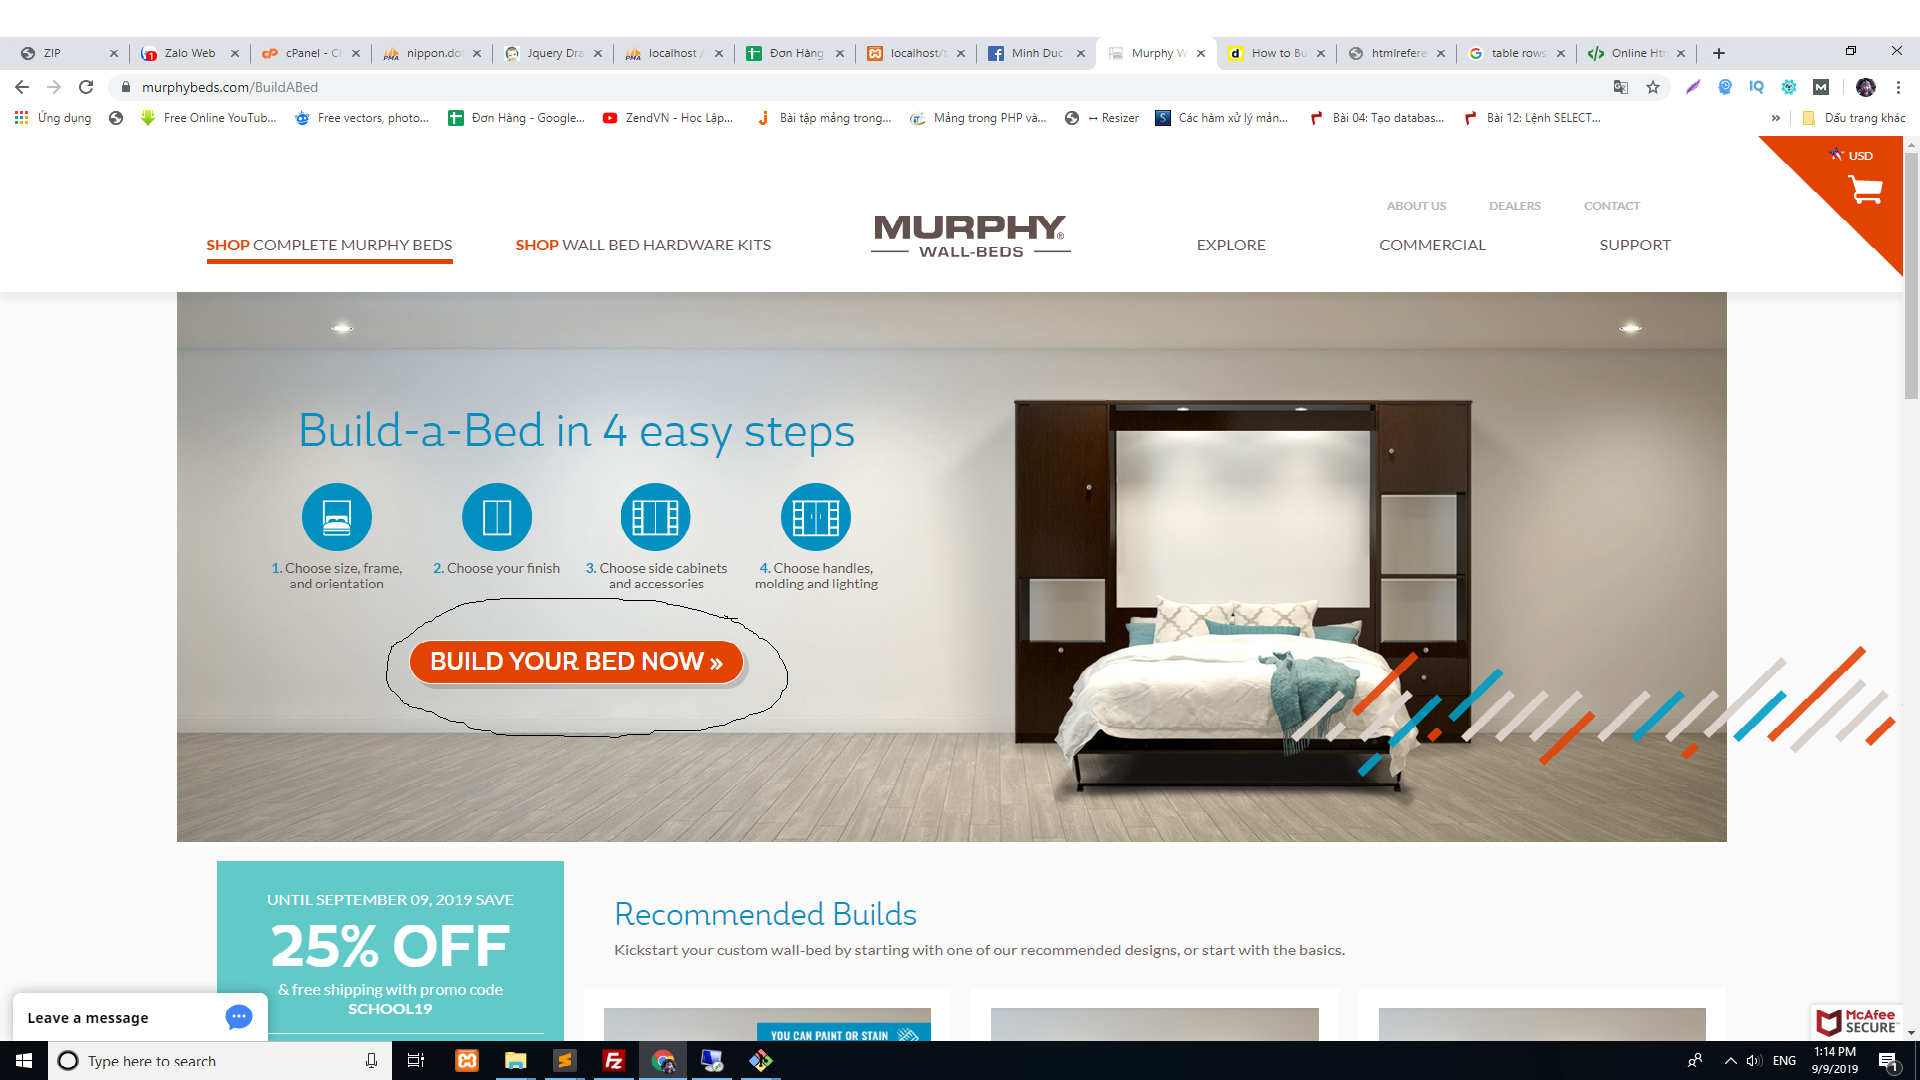 ZIP
Zalo Web
cPanel - C
nippon.do
Jquery Dra
localhost /
Đơn Hàng
localhost/t
Minh Duc
Murphy W
How to Bu
htmlrefere
table rows
Online Ht
murphybeds.com/BuildABed
Ứng dụng
Free Online YouTub...
Free vectors, photo...
Đơn Hàng - Google...
ZendVN - Học Lập...
Bài tập mảng trong...
Mảng trong PHP và...
↔ Resizer
Các hàm xử lý mản...
Bài 04: Tạo databas...
Bài 12: Lệnh SELECT...
»
Dấu trang khác
USD
ABOUT US
DEALERS
CONTACT
SHOP COMPLETE MURPHY BEDS
SHOP WALL BED HARDWARE KITS
MURPHY®
WALL-BEDS
EXPLORE
COMMERCIAL
SUPPORT
Build-a-Bed in 4 easy steps
1. Choose size, frame,
and orientation
2. Choose your finish
3. Choose side cabinets
and accessories
4. Choose handles,
molding and lighting
BUILD YOUR BED NOW »
UNTIL SEPTEMBER 09, 2019 SAVE
25% OFF
& free shipping with promo code
SCHOOL19
Recommended Builds
Kickstart your custom wall-bed by starting with one of our recommended designs, or start with the basics.
YOU CAN PAINT OR STAIN
Leave a message
McAfee
SECURE
Type here to search
ENG
1:14 PM
9/9/2019
1